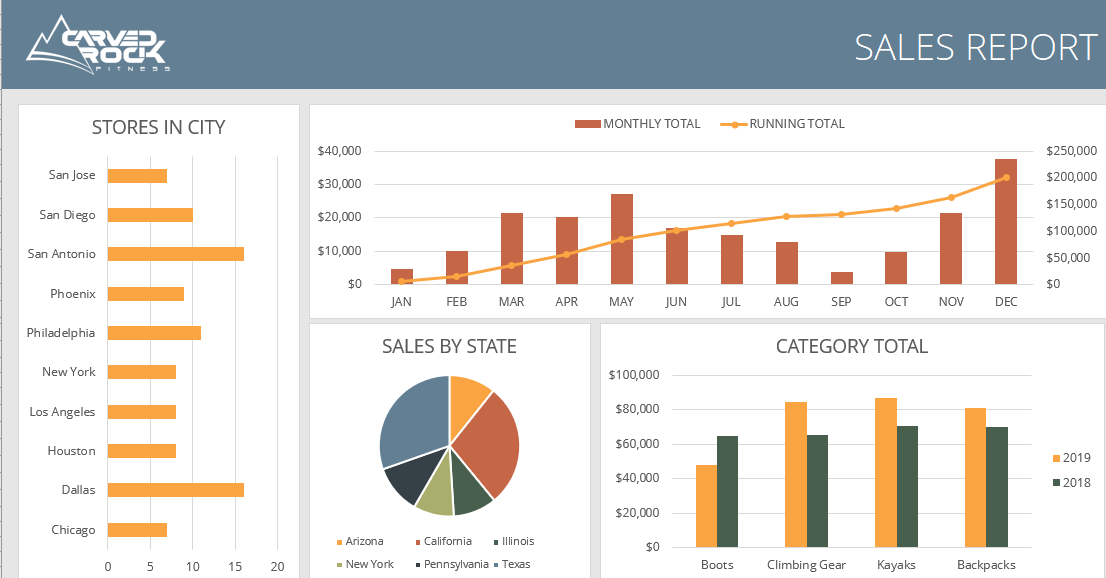 CARVED
ROCK
FITNESS
SALES REPORT
STORES IN CITY
San Jose
San Diego
San Antonio
Phoenix
Philadelphia
New York
Los Angeles
Houston
Dallas
Chicago
0 5 10 15 20
MONTHLY TOTAL RUNNING TOTAL
$40,000 $250,000
$30,000 $200,000
$20,000 $150,000
$10,000 $100,000
$0 $50,000
$0
JAN FEB MAR APR MAY JUN JUL AUG SEP OCT NOV DEC
SALES BY STATE
Arizona California Illinois
New York Pennsylvania Texas
CATEGORY TOTAL
$100,000
$80,000
$60,000
$40,000
$20,000
$0
Boots Climbing Gear Kayaks Backpacks
2019
2018